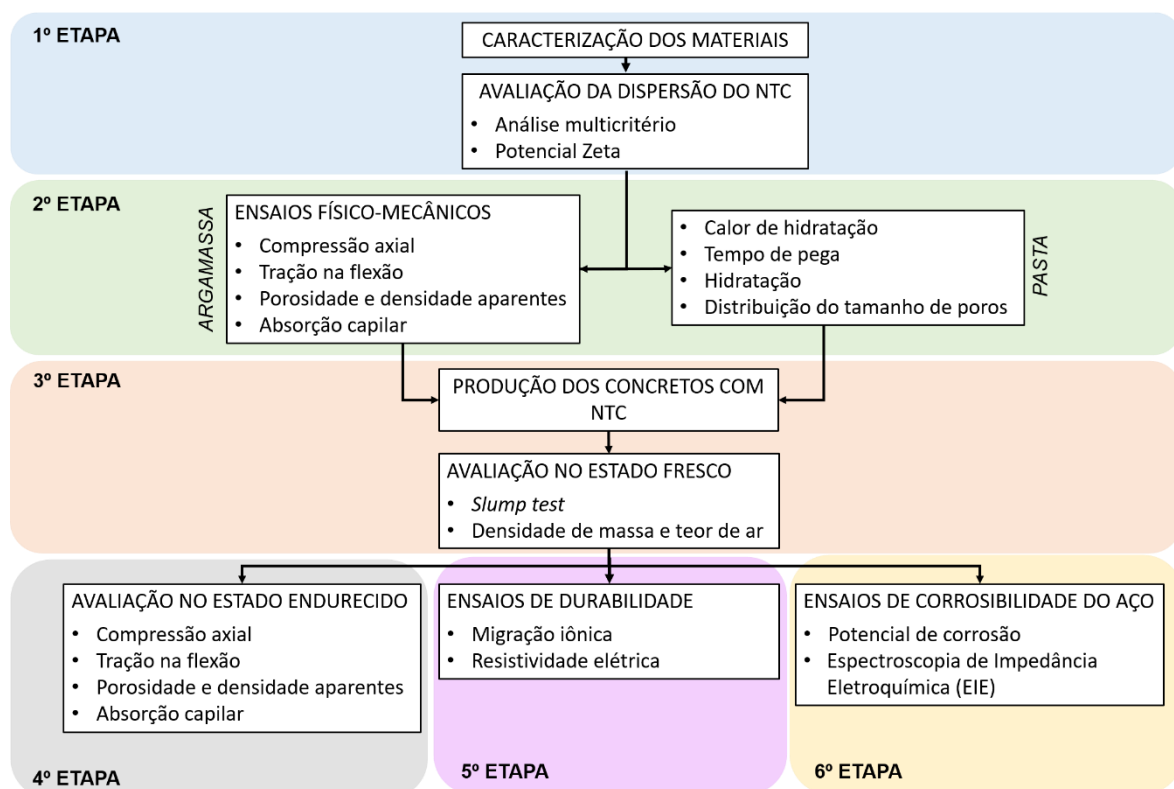 1º ETAPA
CARACTERIZAÇÃO DOS MATERIAIS
AVALIAÇÃO DA DISPERSÃO DO NTC
• Análise multicritério
• Potencial Zeta
2º ETAPA
ARGAMASSA
ENSAIOS FÍSICO-MECÂNICOS
• Compressão axial
• Tração na flexão
• Porosidade e densidade aparentes
• Absorção capilar
• Calor de hidratação
• Tempo de pega
• Hidratação
• Distribuição do tamanho de poros
PASTA
3º ETAPA
PRODUÇÃO DOS CONCRETOS COM
NTC
AVALIAÇÃO NO ESTADO FRESCO
• Slump test
• Densidade de massa e teor de ar
AVALIAÇÃO NO ESTADO ENDURECIDO
• Compressão axial
• Tração na flexão
• Porosidade e densidade aparentes
• Absorção capilar
4º ETAPA
ENSAIOS DE DURABILIDADE
• Migração iônica
• Resistividade elétrica
5º ETAPA
ENSAIOS DE CORROSIBILIDADE DO AÇO
• Potencial de corrosão
• Espectroscopia de Impedância
Eletroquímica (EIE)
6º ETAPA